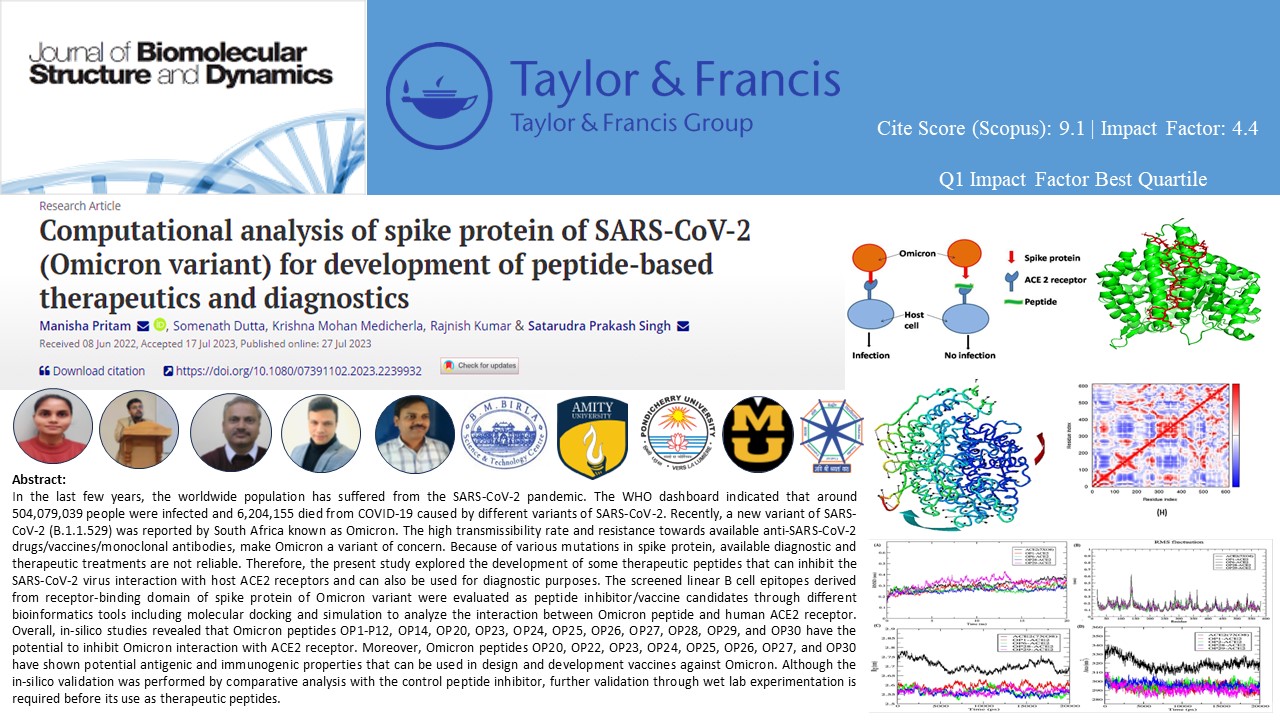 Journal of Biomolecular
Structure and Dynamics
Taylor & Francis
Taylor & Francis Group
Cite Score (Scopus): 9.1 | Impact Factor: 4.4
Q1 Impact Factor Best Quartile
Research Article
Computational analysis of spike protein of SARS-CoV-2
(Omicron variant) for development of peptide-based
therapeutics and diagnostics
Manisha Pritam, Somenath Dutta, Krishna Mohan Medicherla, Rajnish Kumar & Satarudra Prakash Singh
Received 08 Jun 2022, Accepted 17 Jul 2023, Published online: 27 Jul 2023
Download citation
https://doi.org/10.1080/07391102.2023.2239932
Check for updates
Omicron
Spike protein
ACE 2 receptor
Peptide
Host
cell
Infection
No infection
B. M. BIRLA
Science & Technology Centre
AMITY
UNIVERSITY
PONDICHERRY UNIVERSITY
VERS LA LUMIERE
MU
Abstract:
In the last few years, the worldwide population has suffered from the SARS-CoV-2 pandemic. The WHO dashboard indicated that around
504,079,039 people were infected and 6,204,155 died from COVID-19 caused by different variants of SARS-CoV-2. Recently, a new variant of SARS-
CoV-2 (B.1.1.529) was reported by South Africa known as Omicron. The high transmissibility rate and resistance towards available anti-SARS-CoV-2
drugs/vaccines/monoclonal antibodies, make Omicron a variant of concern. Because of various mutations in spike protein, available diagnostic and
therapeutic treatments are not reliable. Therefore, the present study explored the development of some therapeutic peptides that can inhibit the
SARS-CoV-2 virus interaction with host ACE2 receptors and can also be used for diagnostic purposes. The screened linear B cell epitopes derived
from receptor-binding domain of spike protein of Omicron variant were evaluated as peptide inhibitor/vaccine candidates through different
bioinformatics tools including molecular docking and simulation to analyze the interaction between Omicron peptide and human ACE2 receptor.
Overall, in-silico studies revealed that Omicron peptides OP1-P12, OP14, OP20, OP23, OP24, OP25, OP26, OP27, OP28, OP29, and OP30 have the
potential to inhibit Omicron interaction with ACE2 receptor. Moreover, Omicron peptides OP20, OP22, OP23, OP24, OP25, OP26, OP27, and OP30
have shown potential antigenic and immunogenic properties that can be used in design and development vaccines against Omicron. Although the
in-silico validation was performed by comparative analysis with the control peptide inhibitor, further validation through wet lab experimentation is
required before its use as therapeutic peptides.
Residue index
600
500
400
300
200
100
0
0 100 200 300 400 500 600
Residue index
(H)
(A)
(B)
RMS fluctuation
(C)
(D)